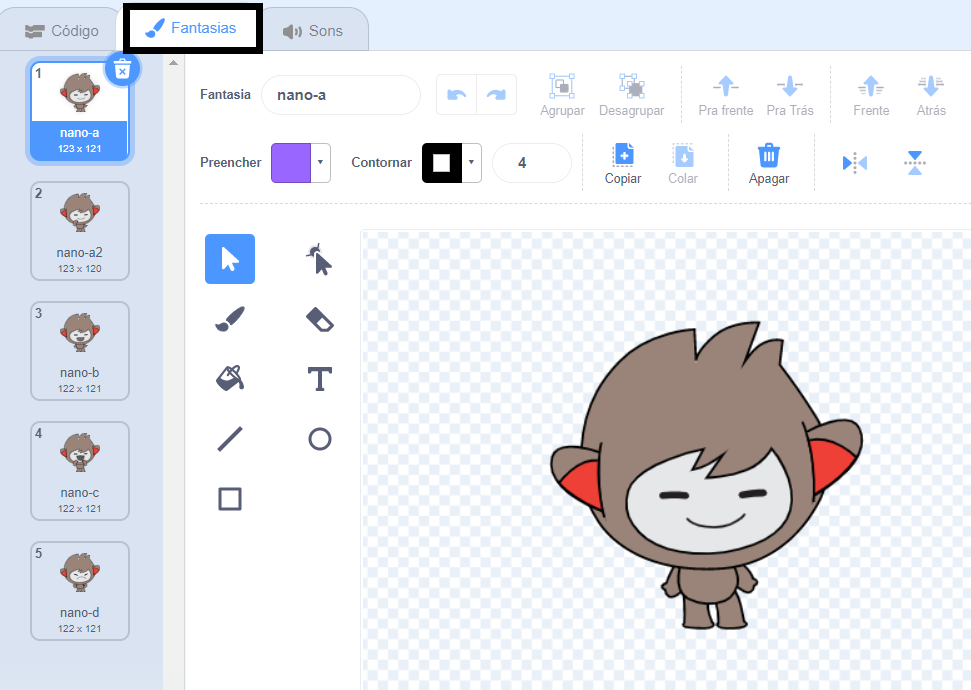 Código
Fantasias
Sons
1
nano-a
123 x 121
2
nano-a2
123 x 120
3
nano-b
122 x 121
4
nano-c
122 x 121
5
nano-d
122 x 121
Fantasia
nano-a
Agrupar
Desagrupar
Pra frente
Pra Trás
Frente
Atrás
Preencher
Contornar
4
Copiar
Colar
Apagar
T